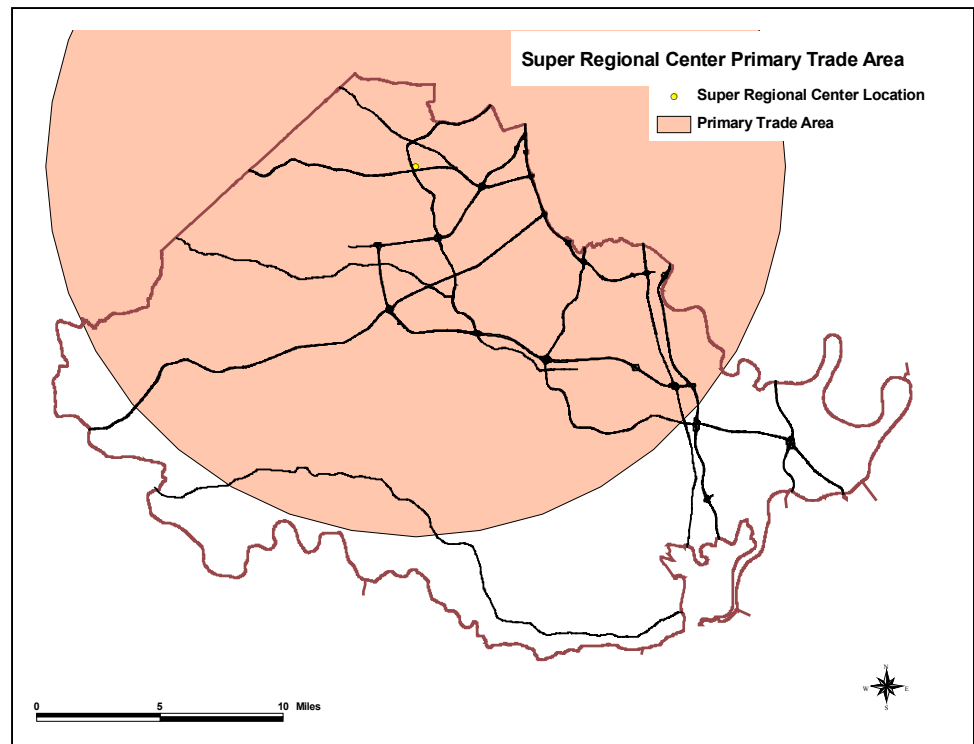 Super Regional Center Primary Trade Area
Super Regional Center Location
Primary Trade Area
N
W E
S
0 5 10 Miles